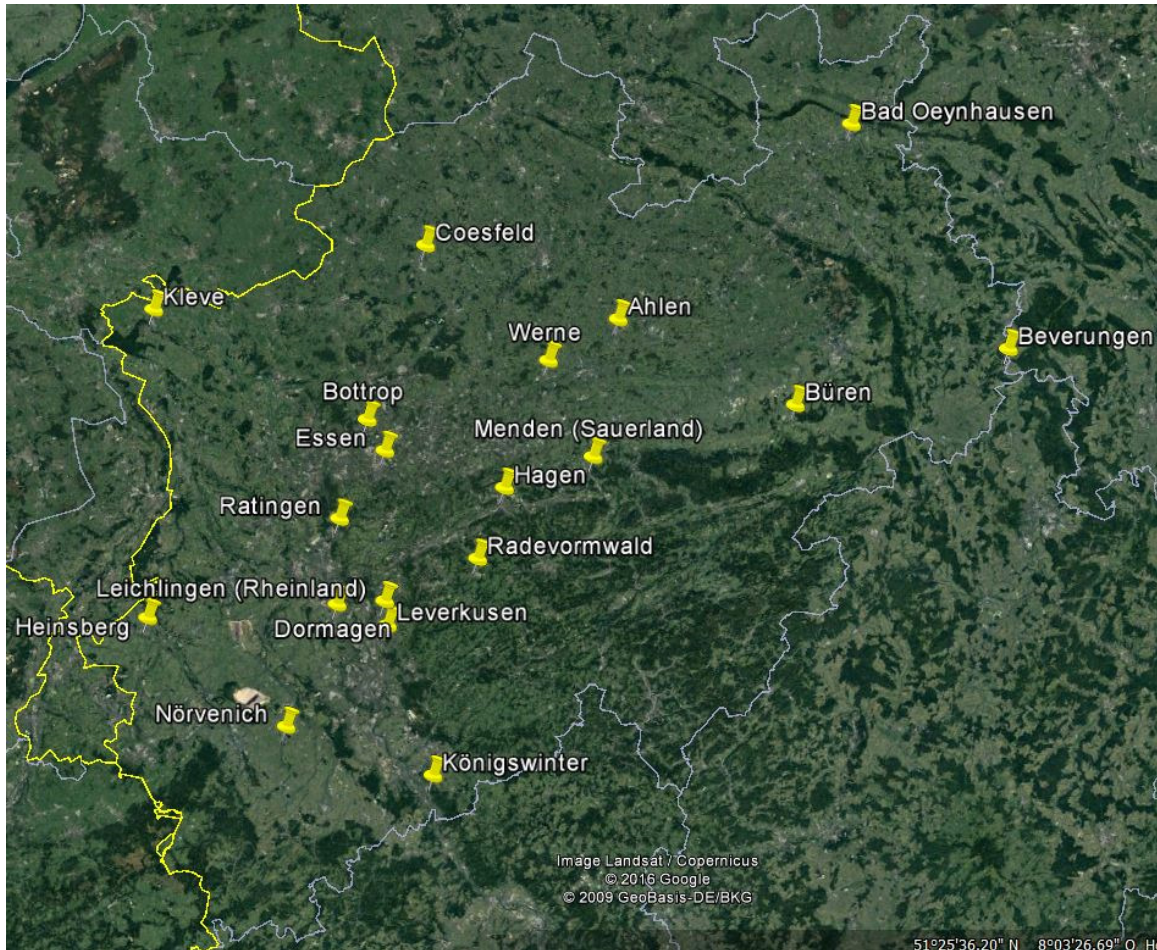 Bad Oeynhausen
Coesfeld
Kleve
Ahlen
Werne
Beverungen
Bottrop
Büren
Essen
Menden (Sauerland)
Hagen
Ratingen
Radevormwald
Leichlingen (Rheinland)
Leverkusen
Heinsberg
Dormagen
Nörvenich
Königswinter
Image Landsat / Copernicus
© 2016 Google
© 2009 GeoBasis-DE/BKG
51°25'36.20" N 8°03'26.69" O H